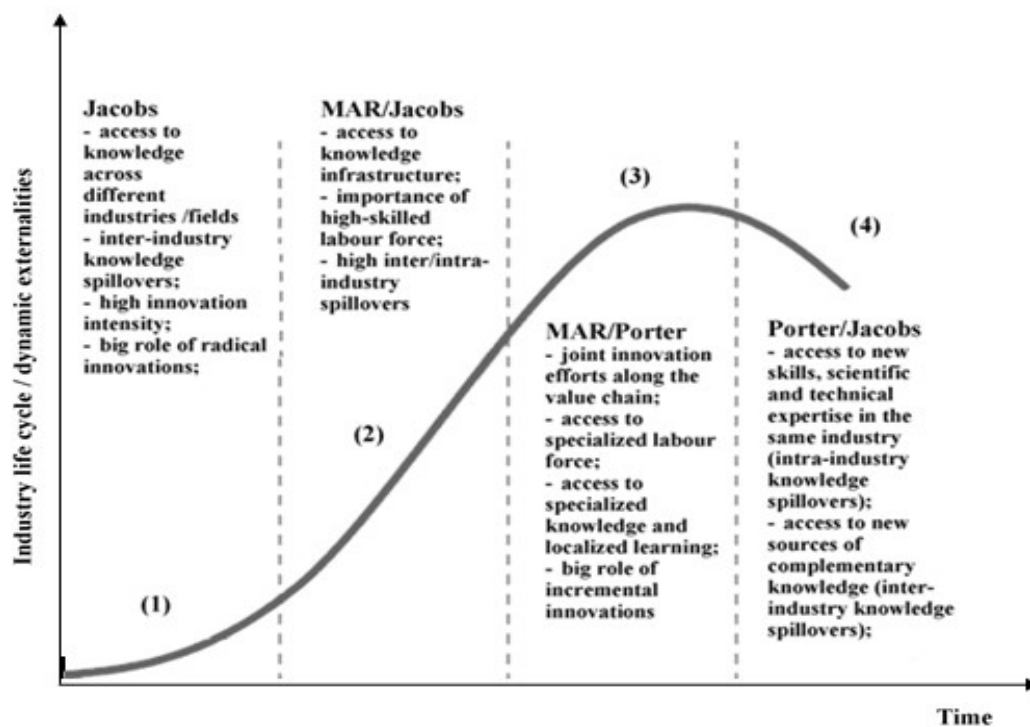 Industry life cycle / dynamic externalities
Jacobs
- access to
knowledge
across
different
industries /fields
- inter-industry
knowledge
spillovers;
- high innovation
intensity;
- big role of radical
innovations;
(1)
MAR/Jacobs
- access to
knowledge
infrastructure;
- importance of
high-skilled
labour force;
- high inter/intra-
industry
spillovers
(2)
(3)
MAR/Porter
- joint innovation
efforts along the
value chain;
- access to
specialized labour
force;
- access to
specialized
knowledge and
localized learning;
- big role of
incremental
innovations
(4)
Porter/Jacobs
- access to new
skills, scientific
and technical
expertise in the
same industry
(intra-industry
knowledge
spillovers);
- access to new
sources of
complementary
knowledge (inter-
industry knowledge
spillovers);
Time